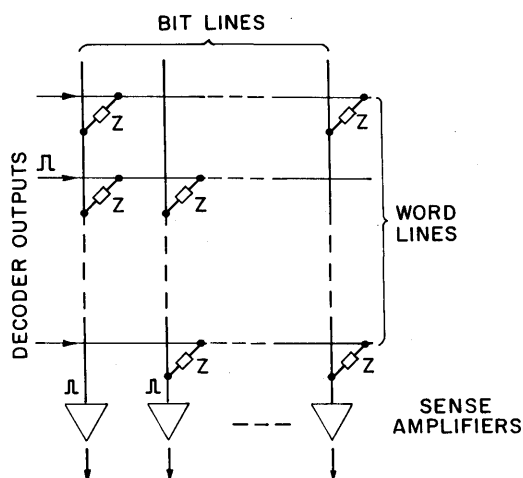 BIT LINES
Z
Z
Z
Z
DECODER OUTPUTS
WORD
LINES
Z
Z
SENSE
AMPLIFIERS